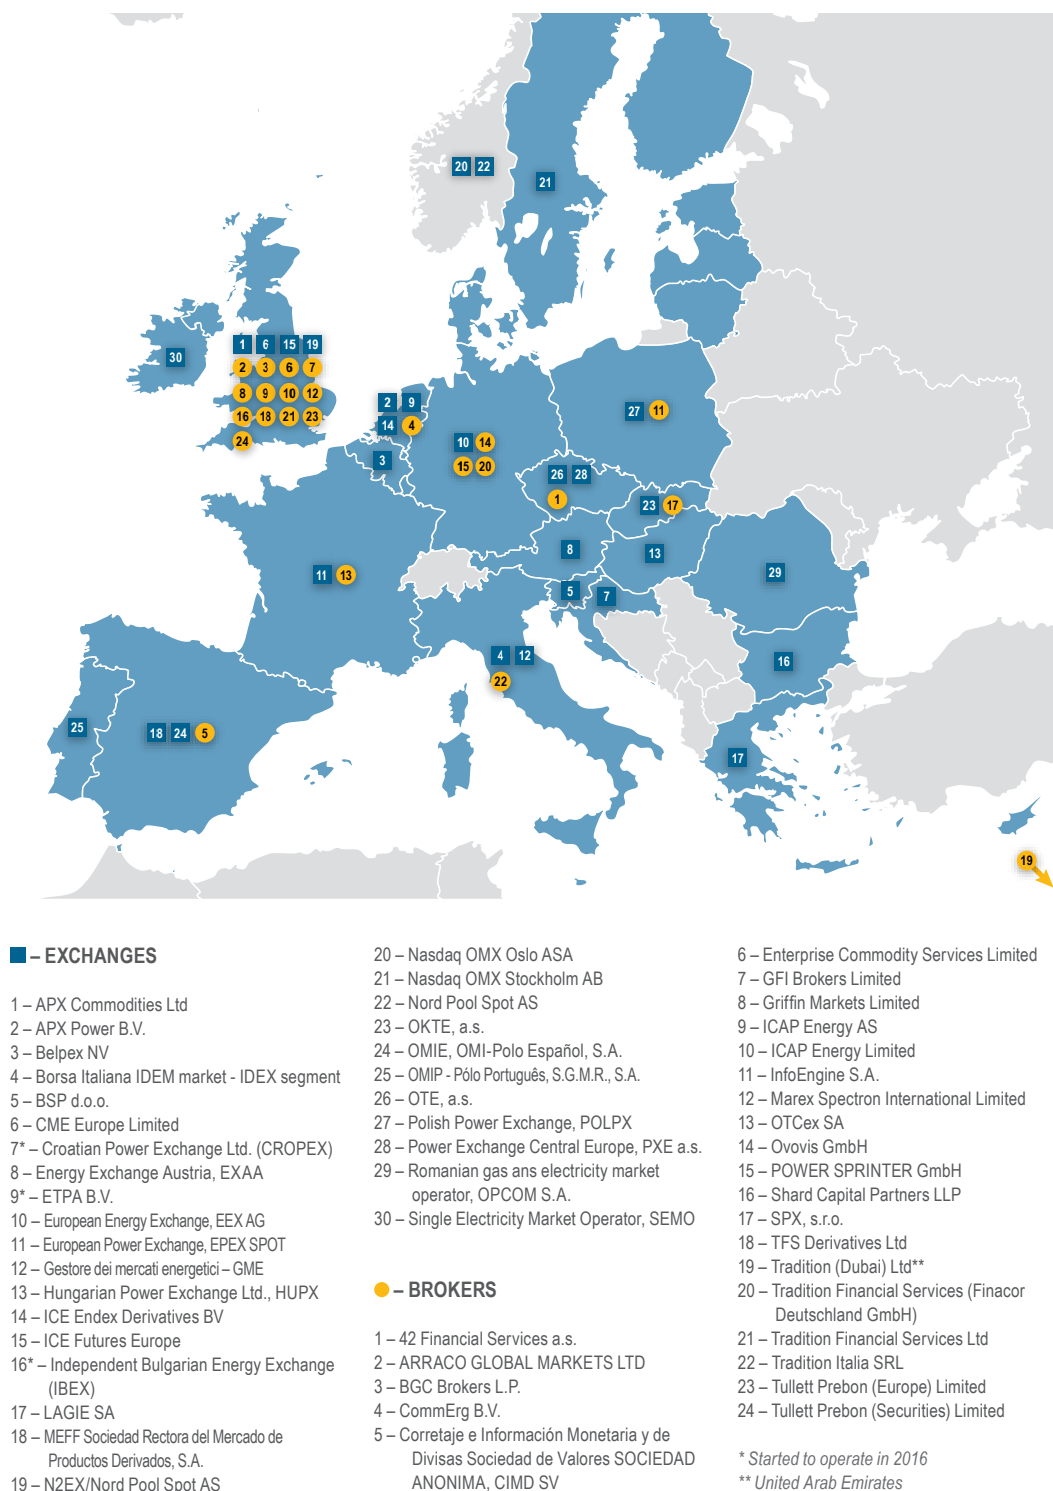 20 22
21
1 6 15 19
30
2 3 6 7
8 9 10 12
2 9
16 18 21 23
27 11
14 4
24
10 14
3
15 20
26 28
1
23 17
8
13
11 13
29
5
7
4 12
16
22
25
18 24 5
17
19
– EXCHANGES
1 – APX Commodities Ltd
2 – APX Power B.V.
3 – Belpex NV
4 – Borsa Italiana IDEM market - IDEX segment
5 – BSP d.o.o.
6 – CME Europe Limited
7* – Croatian Power Exchange Ltd. (CROPEX)
8 – Energy Exchange Austria, EXAA
9* – ETPA B.V.
10 – European Energy Exchange, EEX AG
11 – European Power Exchange, EPEX SPOT
12 – Gestore dei mercati energetici – GME
13 – Hungarian Power Exchange Ltd., HUPX
14 – ICE Endex Derivatives BV
15 – ICE Futures Europe
16* – Independent Bulgarian Energy Exchange
(IBEX)
17 – LAGIE SA
18 – MEFF Sociedad Rectora del Mercado de
Productos Derivados, S.A.
19 – N2EX/Nord Pool Spot AS
20 – Nasdaq OMX Oslo ASA
21 – Nasdaq OMX Stockholm AB
22 – Nord Pool Spot AS
23 – OKTE, a.s.
24 – OMIE, OMI-Polo Español, S.A.
25 – OMIP - Pólo Português, S.G.M.R., S.A.
26 – OTE, a.s.
27 – Polish Power Exchange, POLPX
28 – Power Exchange Central Europe, PXE a.s.
29 – Romanian gas ans electricity market
operator, OPCOM S.A.
30 – Single Electricity Market Operator, SEMO
– BROKERS
1 – 42 Financial Services a.s.
2 – ARRACO GLOBAL MARKETS LTD
3 – BGC Brokers L.P.
4 – CommErg B.V.
5 – Corretaje e Información Monetaria y de
Divisas Sociedad de Valores SOCIEDAD
ANONIMA, CIMD SV
6 – Enterprise Commodity Services Limited
7 – GFI Brokers Limited
8 – Griffin Markets Limited
9 – ICAP Energy AS
10 – ICAP Energy Limited
11 – InfoEngine S.A.
12 – Marex Spectron International Limited
13 – OTCex SA
14 – Ovovis GmbH
15 – POWER SPRINTER GmbH
16 – Shard Capital Partners LLP
17 – SPX, s.r.o.
18 – TFS Derivatives Ltd
19 – Tradition (Dubai) Ltd**
20 – Tradition Financial Services (Finacor
Deutschland GmbH)
21 – Tradition Financial Services Ltd
22 – Tradition Italia SRL
23 – Tullett Prebon (Europe) Limited
24 – Tullett Prebon (Securities) Limited
* Started to operate in 2016
** United Arab Emirates